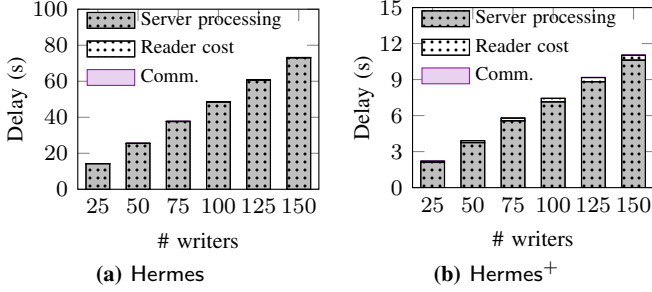 100
80
60
40
20
0
Delay (s)
Server processing
Reader cost
Comm.
25 50 75 100 125 150
# writers
(a) Hermes
15
12
9
6
3
0
Delay (s)
Server processing
Reader cost
Comm.
25 50 75 100 125 150
# writers
(b) Hermes⁺